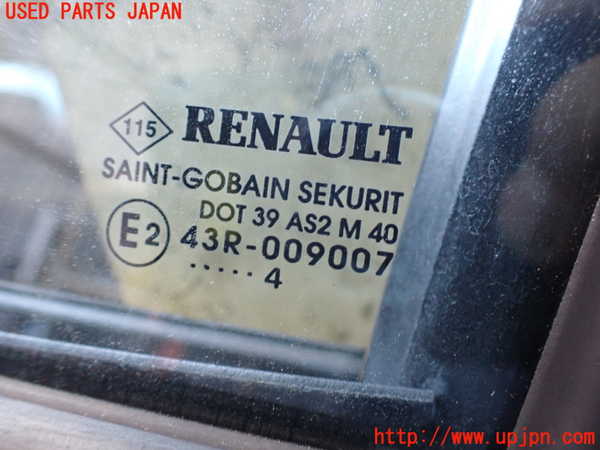 USED PARTS JAPAN
115 RENAULT
SAINT-GOBAIN SEKURIT
DOT 39 AS2 M 40
E2 43R-009007
..... 4
http://www.upjpn.com/